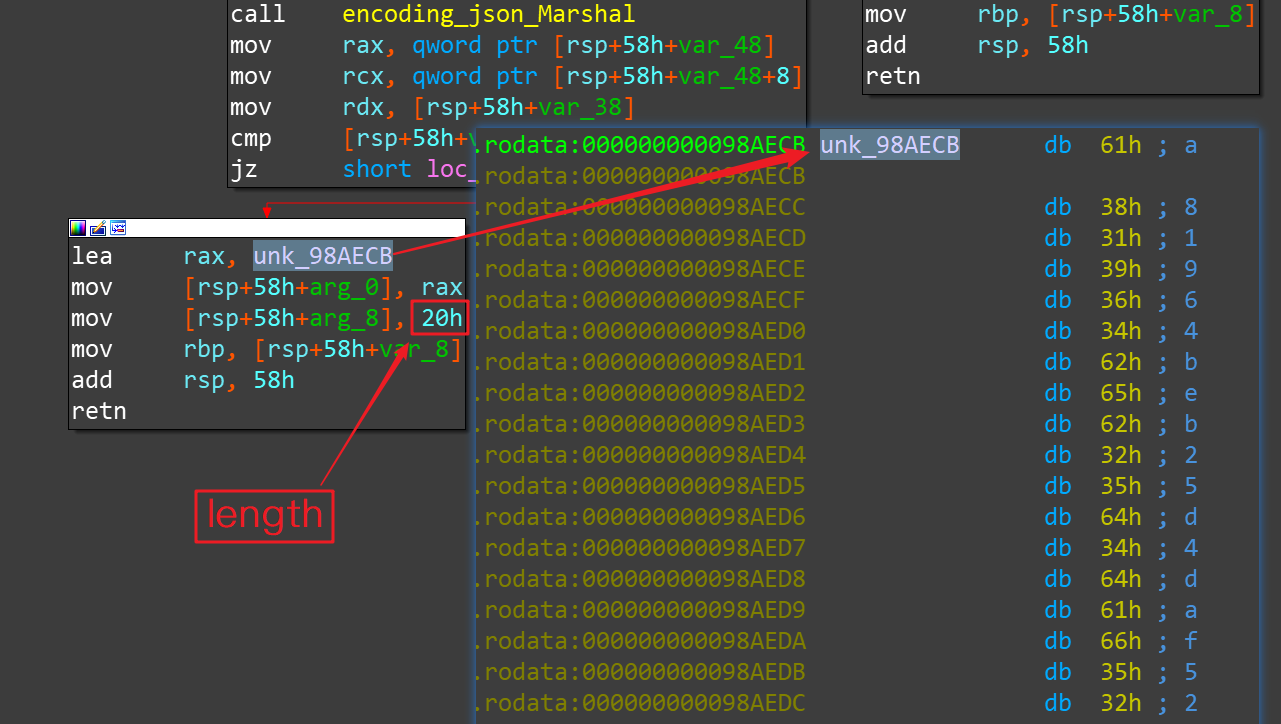 call encoding_json_Marshal
mov rax, qword ptr [rsp+58h+var_48]
mov rcx, qword ptr [rsp+58h+var_48+8]
mov rdx, [rsp+58h+var_38]
cmp [rsp+58h+
jz short loc_
mov rbp, [rsp+58h+var_8]
add rsp, 58h
retn
lea rax, unk_98AECB
mov [rsp+58h+arg_0], rax
mov [rsp+58h+arg_8], 20h
mov rbp, [rsp+58h+var_8]
add rsp, 58h
retn
length
.rodata:000000000098AECB unk_98AECB db 61h ; a
.rodata:000000000098AECB
.rodata:000000000098AECC db 38h ; 8
.rodata:000000000098AECD db 31h ; 1
.rodata:000000000098AECE db 39h ; 9
.rodata:000000000098AECF db 36h ; 6
.rodata:000000000098AED0 db 34h ; 4
.rodata:000000000098AED1 db 62h ; b
.rodata:000000000098AED2 db 65h ; e
.rodata:000000000098AED3 db 62h ; b
.rodata:000000000098AED4 db 32h ; 2
.rodata:000000000098AED5 db 35h ; 5
.rodata:000000000098AED6 db 64h ; d
.rodata:000000000098AED7 db 34h ; 4
.rodata:000000000098AED8 db 64h ; d
.rodata:000000000098AED9 db 61h ; a
.rodata:000000000098AEDA db 66h ; f
.rodata:000000000098AEDB db 35h ; 5
.rodata:000000000098AEDC db 32h ; 2